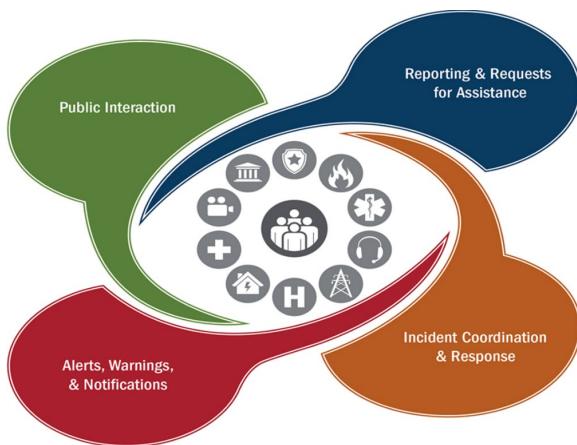 Public Interaction
Reporting & Requests
for Assistance
Alerts, Warnings,
& Notifications
Incident Coordination
& Response
H